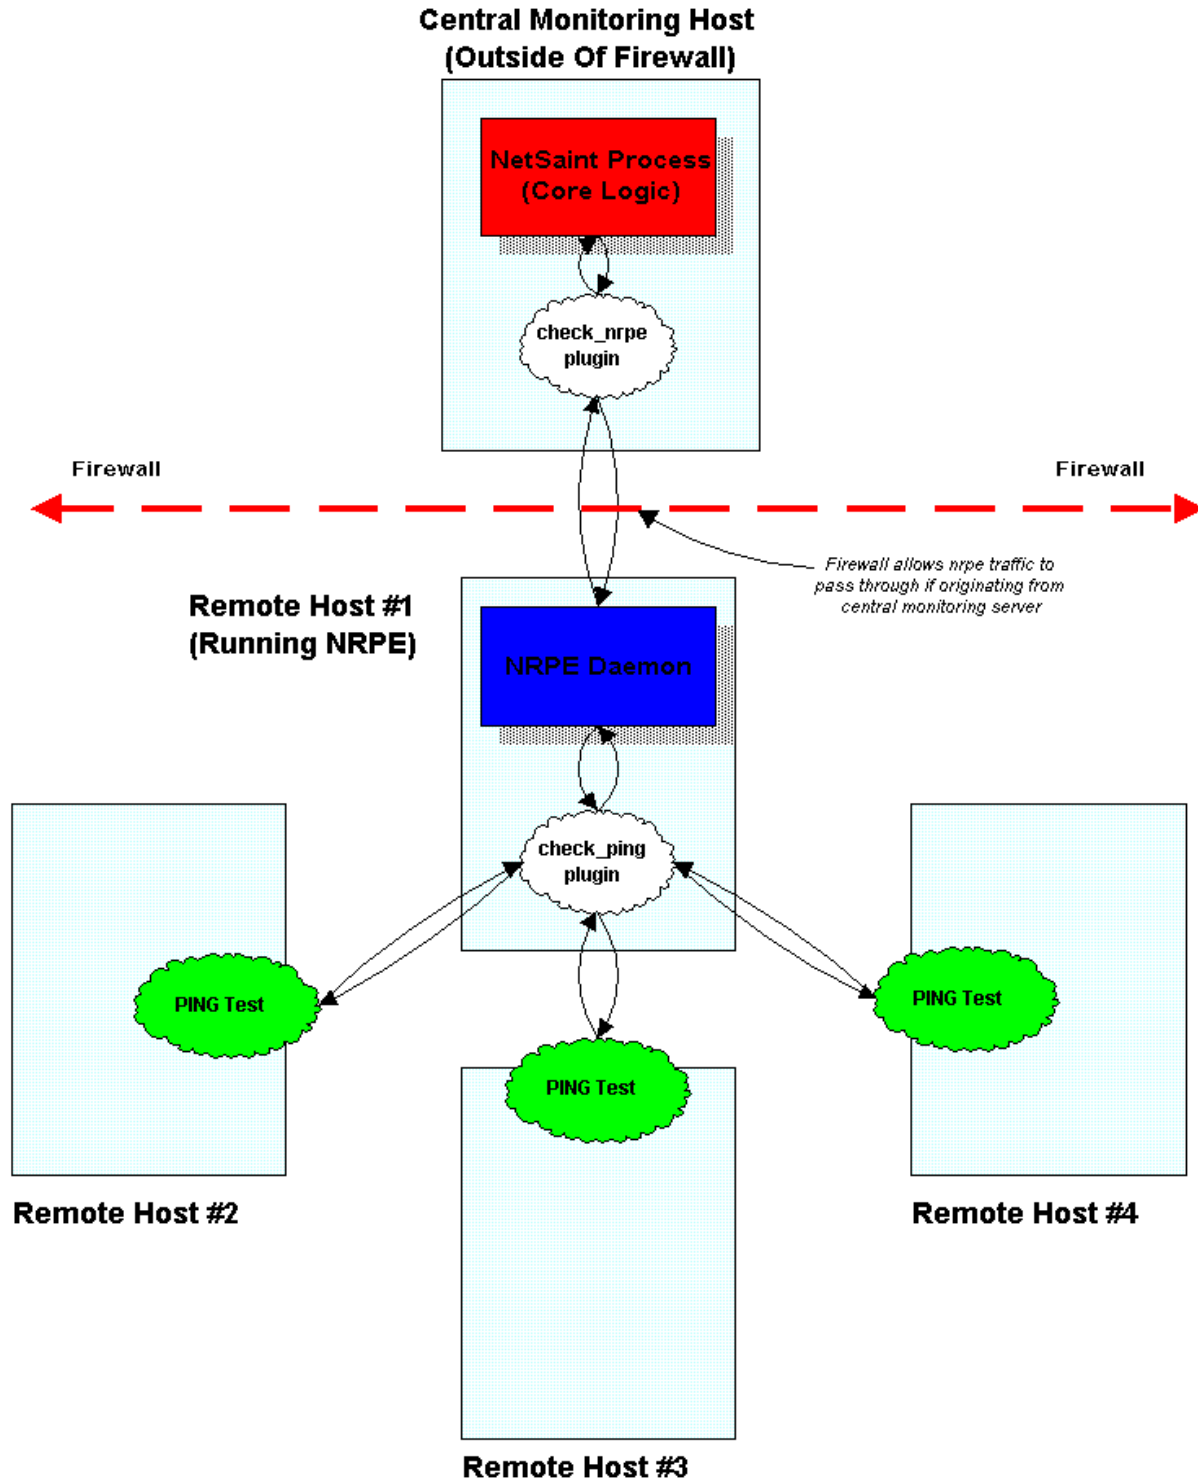 Central Monitoring Host
(Outside Of Firewall)
NetSaint Process
(Core Logic)
check_nrpe
plugin
Firewall
Firewall
Firewall allows nrpe traffic to
pass through if originating from
central monitoring server
Remote Host #1
(Running NRPE)
NRPE Daemon
check_ping
plugin
PING Test
PING Test
PING Test
Remote Host #2
Remote Host #4
Remote Host #3